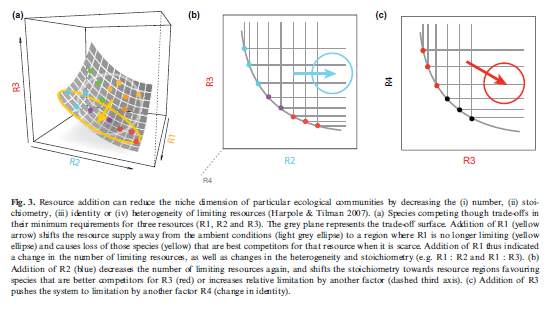 (a)
(b)
(c)
R3
R2
R1
R3
R2
R4
R4
R3
Fig. 3. Resource addition can reduce the niche dimension of particular ecological communities by decreasing the (i) number, (ii) stoi-
chiometry, (iii) identity or (iv) heterogeneity of limiting resources (Harpole & Tilman 2007). (a) Species competing though trade-offs in
their minimum requirements for three resources (R1, R2 and R3). The grey plane represents the trade-off surface. Addition of R1 (yellow
arrow) shifts the resource supply away from the ambient conditions (light grey ellipse) to a region where R1 is no longer limiting (yellow
ellipse) and causes loss of those species (yellow) that are best competitors for that resource when it is scarce. Addition of R1 thus indicated
a change in the number of limiting resources, as well as changes in the heterogeneity and stoichiometry (e.g. R1 : R2 and R1 : R3). (b)
Addition of R2 (blue) decreases the number of limiting resources again, and shifts the stoichiometry towards resource regions favouring
species that are better competitors for R3 (red) or increases relative limitation by another factor (dashed third axis). (c) Addition of R3
pushes the system to limitation by another factor R4 (change in identity).